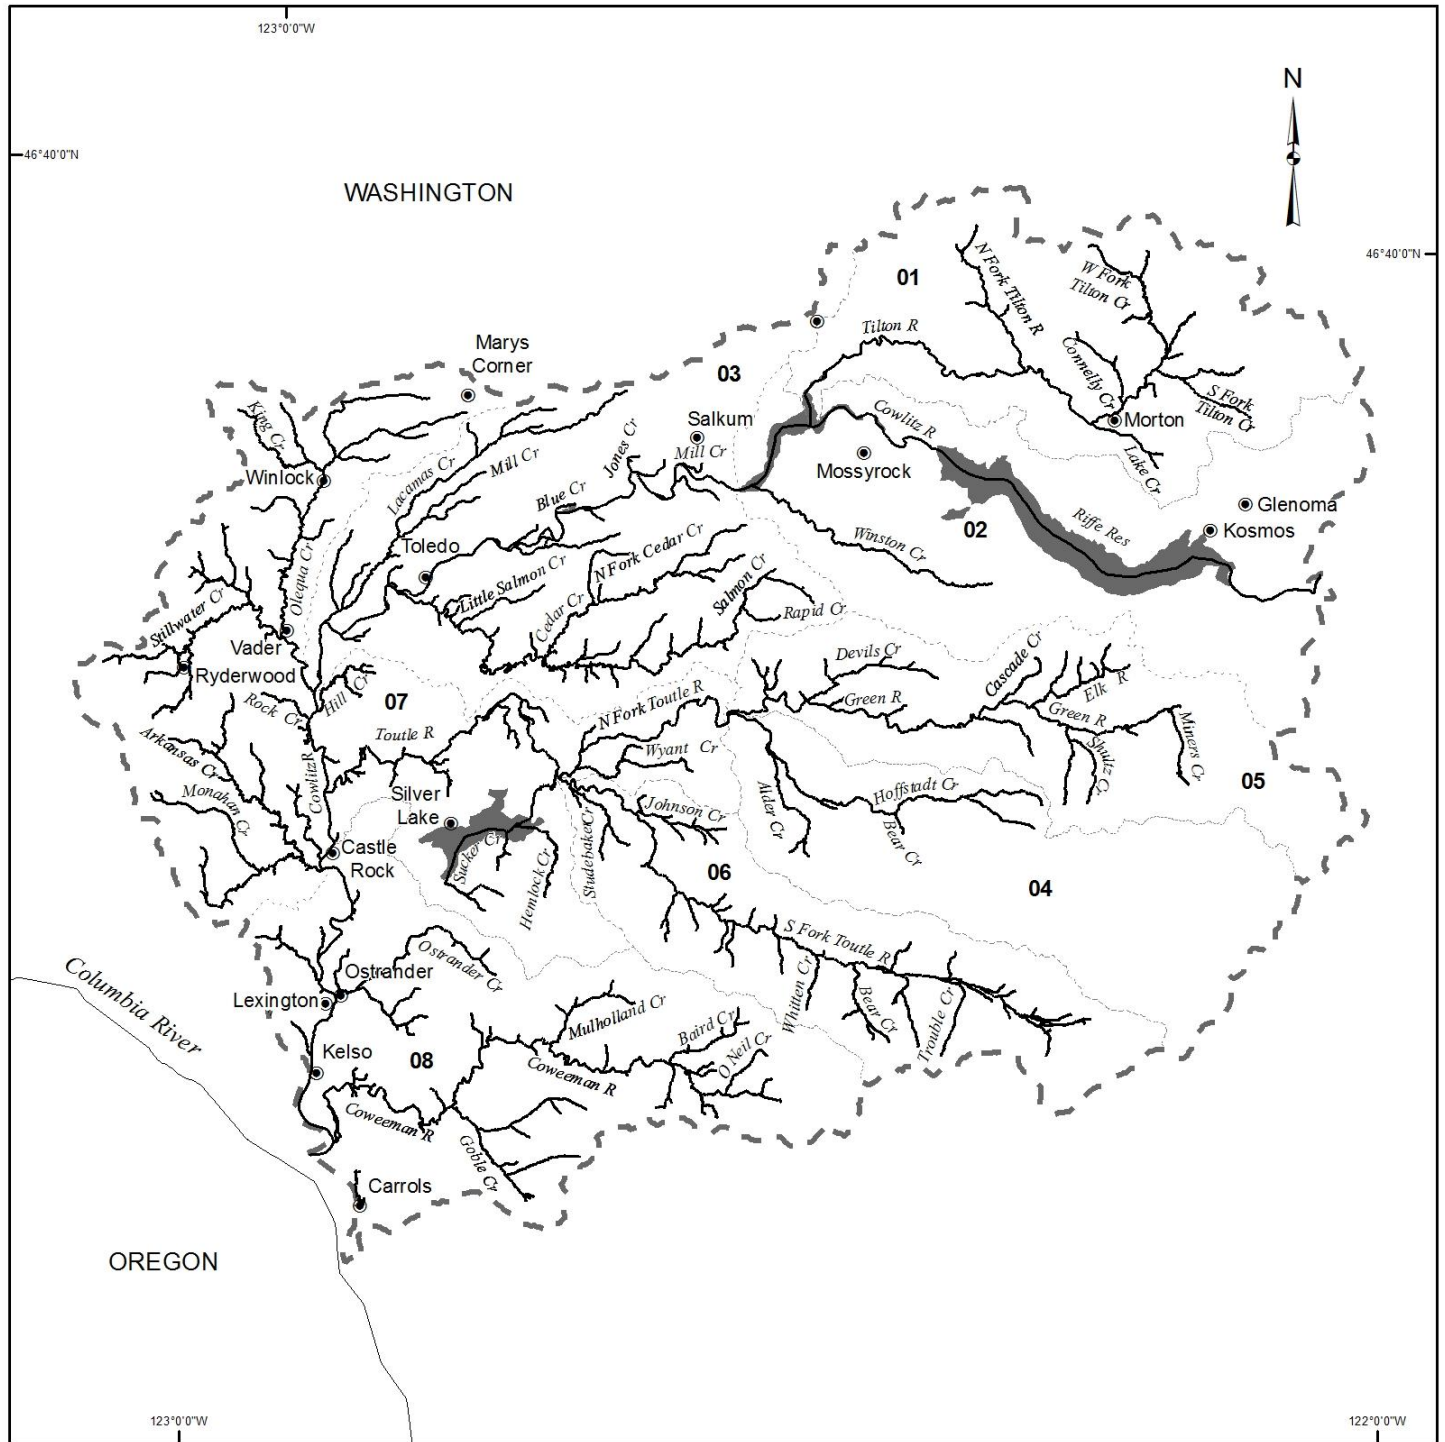 123°0'0"W
N
46°40'0"N
WASHINGTON
46°40'0"N
01
N Fork Tilton R
W Fork
Tilton Cr
Tilton R
Marys
Corner
Connelly Cr
03
S Fork
Tilton Cr
King Cr
Salkum
Cowlitz R
Morton
Jones Cr
Mill Cr
Mossyrock
Lake Cr
Winlock
Lacamas Cr
Mill Cr
Blue Cr
Glenoma
Riffe Res
02
Kosmos
Toledo
Winston Cr
Olequa Cr
N Fork Cedar Cr
Little Salmon Cr
Salmon Cr
Stillwater Cr
Cedar Cr
Rapid Cr
Vader
Devils Cr
Cascade Cr
Ryderwood
Elk R
Hill Cr
07
N Fork Toutle R
Green R
Green R
Rock Cr
Toutle R
Miners Cr
Arkansas Cr
Wyant Cr
Shultz Cr
05
Cowlitz R
Monahan Cr
Silver
Lake
Johnson Cr
Alder Cr
Hoffstadt Cr
Bear Cr
Castle
Rock
Sucker Cr
Studebaker Cr
Hemlock Cr
06
04
S Fork Toutle R
Ostrander Cr
Ostrander
Columbia River
Lexington
Whitten Cr
Bear Cr
Trouble Cr
Mulholland Cr
Baird Cr
O Neil Cr
Kelso
08
Coweeman R
Coweeman R
Goble Cr
Carrols
OREGON
123°0'0"W
122°0'0"W